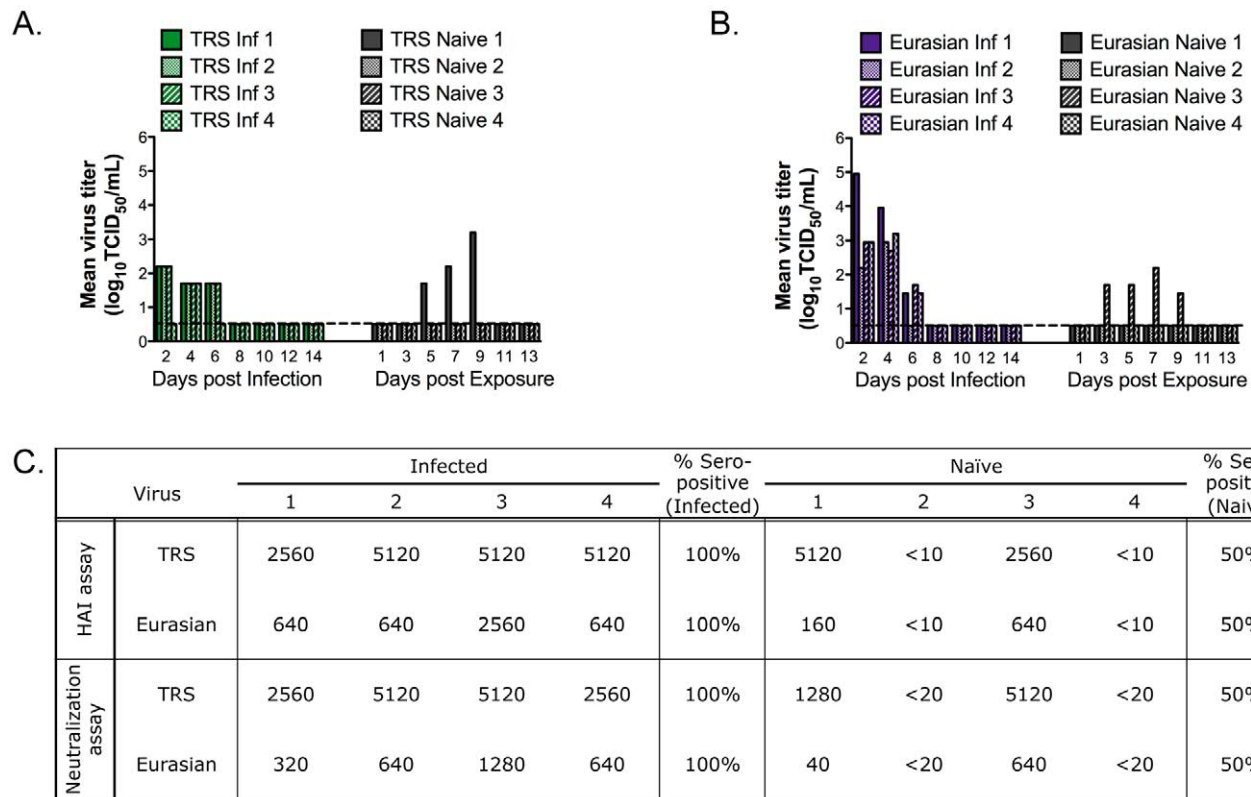 A.
TRS Inf 1 TRS Naive 1
TRS Inf 2 TRS Naive 2
TRS Inf 3 TRS Naive 3
TRS Inf 4 TRS Naive 4
Mean virus titer
(log10TCID50/mL)
6
5
4
3
2
1
0
2 4 6 8 10 12 14 1 3 5 7 9 11 13
Days post Infection Days post Exposure
B.
Eurasian Inf 1 Eurasian Naive 1
Eurasian Inf 2 Eurasian Naive 2
Eurasian Inf 3 Eurasian Naive 3
Eurasian Inf 4 Eurasian Naive 4
Mean virus titer
(log10TCID50/mL)
6
5
4
3
2
1
0
2 4 6 8 10 12 14 1 3 5 7 9 11 13
Days post Infection Days post Exposure
C.
Virus Infected % Sero-positive (Infected) Naïve % Se posit (Naiv
1 2 3 4 1 2 3 4
HAI assay
TRS 2560 5120 5120 5120 100% 5120 <10 2560 <10 50%
Eurasian 640 640 2560 640 100% 160 <10 640 <10 50%
Neutralization assay
TRS 2560 5120 5120 2560 100% 1280 <20 5120 <20 50%
Eurasian 320 640 1280 640 100% 40 <20 640 <20 50%